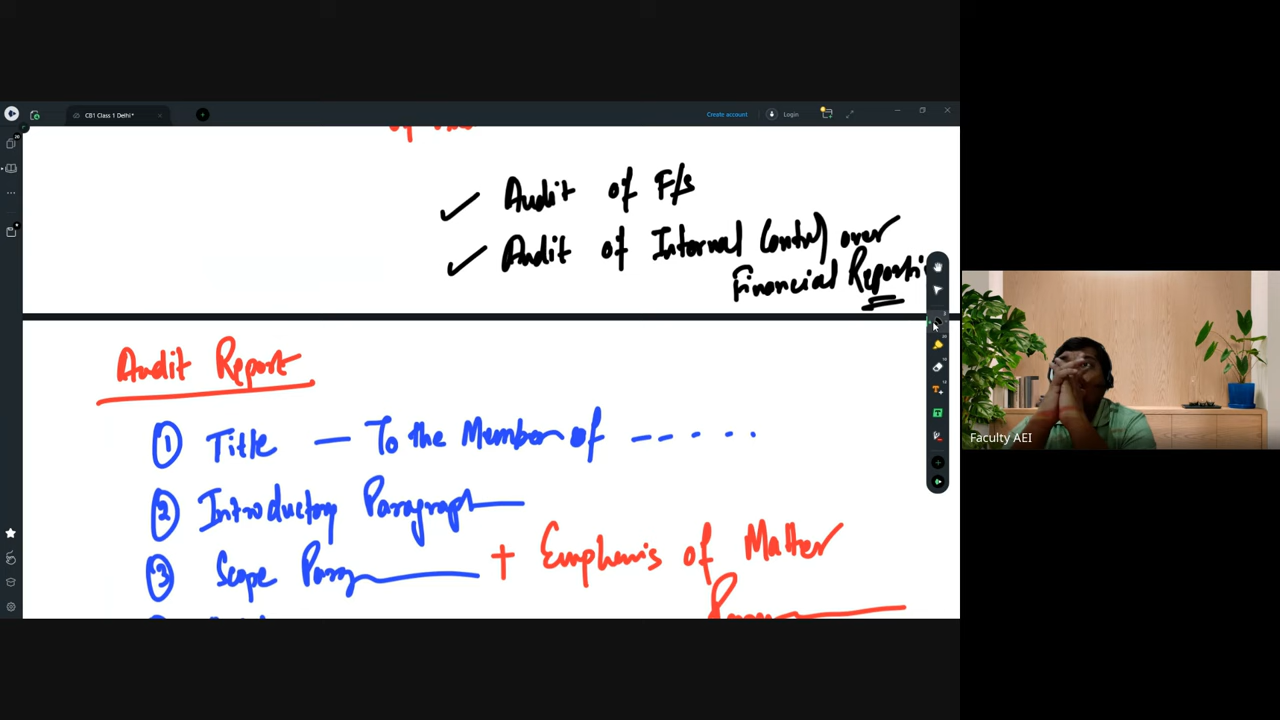 CB1 Class 1 Delhi*
Create account
Login
✓ Audit of F/s
✓ Audit of Internal Control over
Financial Reporti
Audit Report
① Title — To the Member of - - - - -
② Introductory Paragraph
③ Scope Para + Emphasis of Matter
Faculty AEI